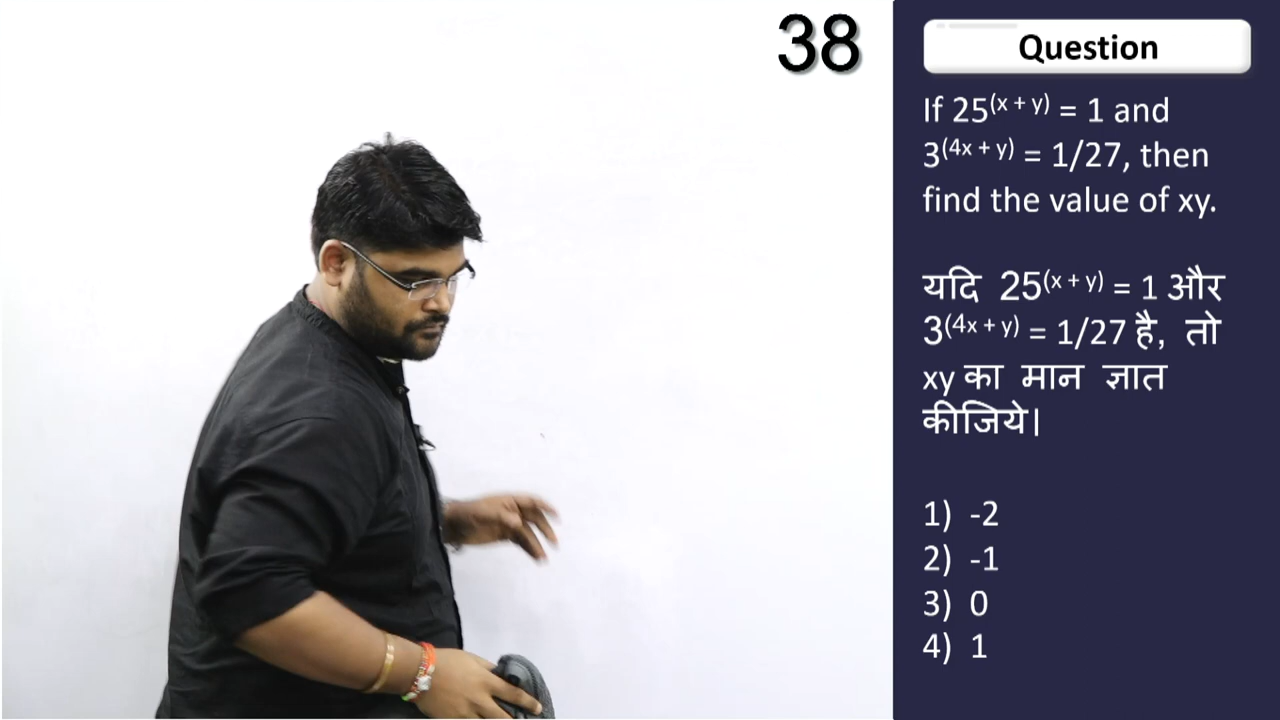 38
Question
If 25^(x + y) = 1 and
3^(4x + y) = 1/27, then
find the value of xy.
यदि 25^(x + y) = 1 और
3^(4x + y) = 1/27 है, तो
xy का मान ज्ञात
कीजिये।
1) -2
2) -1
3) 0
4) 1